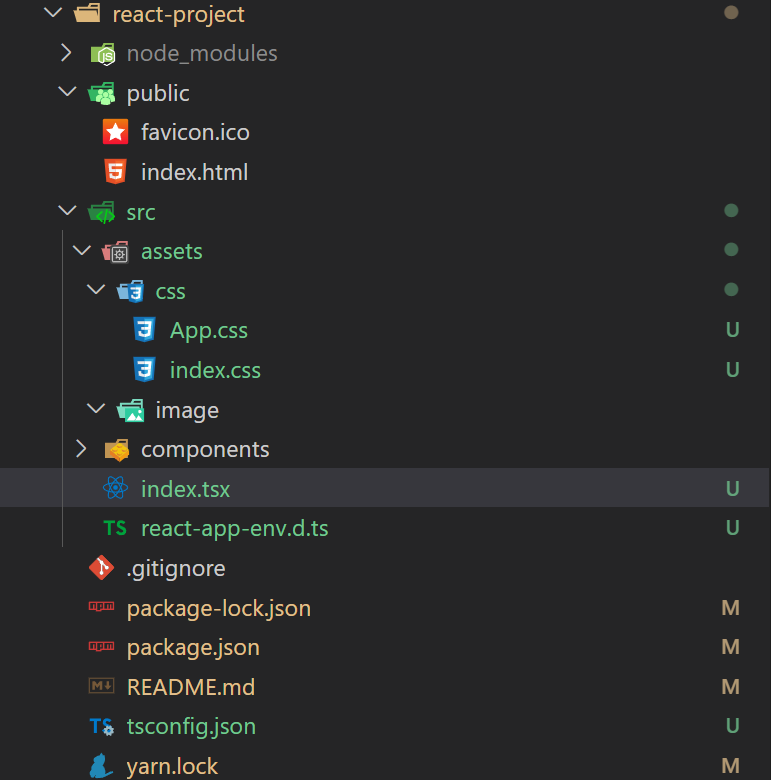 react-project
node_modules
public
favicon.ico
index.html
src
assets
css
App.css U
index.css U
image
components
index.tsx U
TS react-app-env.d.ts U
.gitignore
package-lock.json M
package.json M
README.md M
TS tsconfig.json U
yarn.lock M